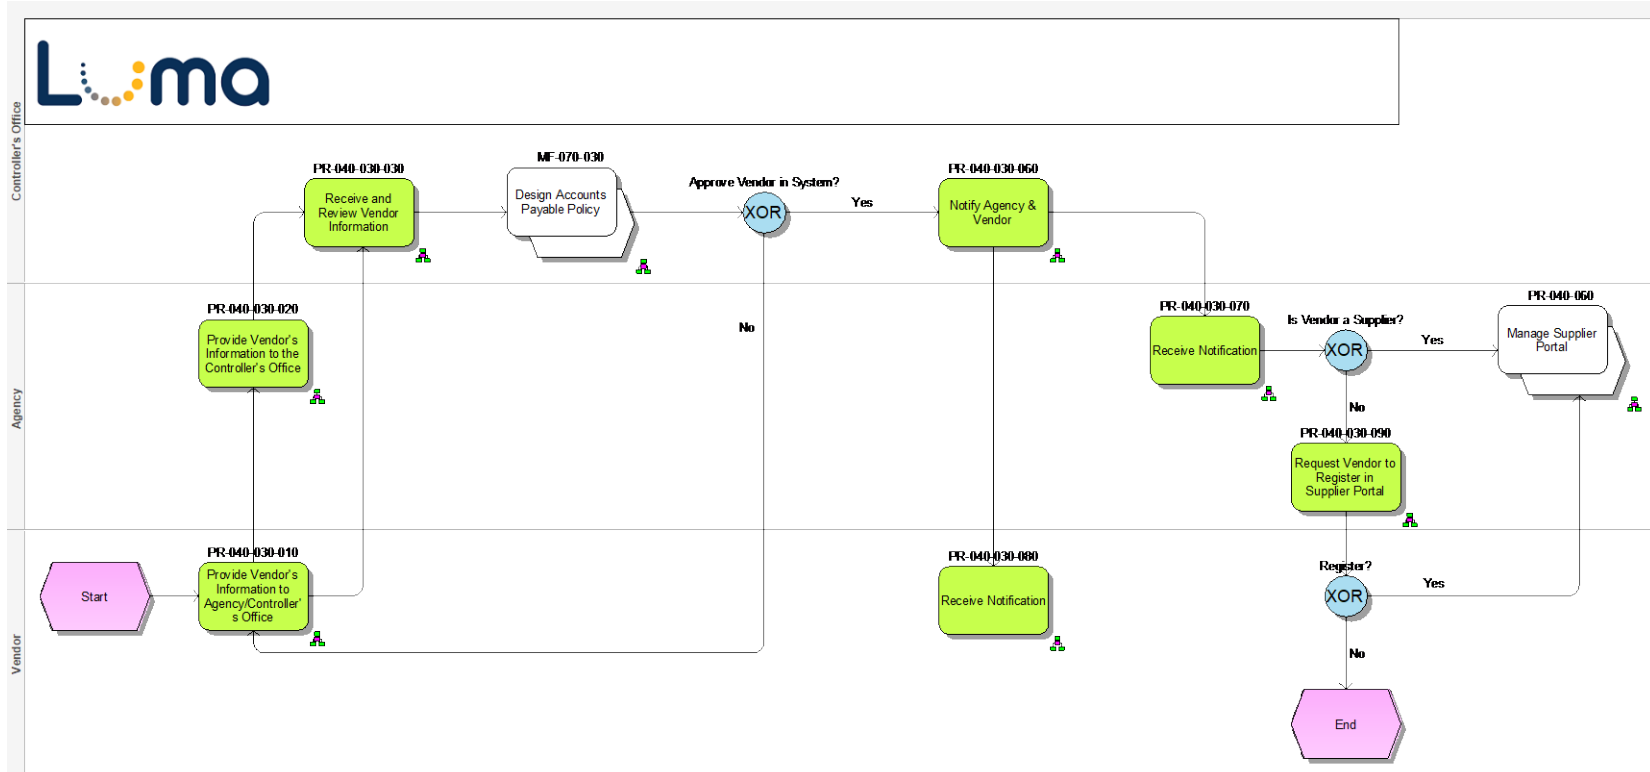 Luma
Controller's Office
PR-040-030-030
Receive and
Review Vendor
Information
MF-070-030
Design Accounts
Payable Policy
Approve Vendor in System?
XOR
Yes
No
PR-040-030-060
Notify Agency &
Vendor
Agency
PR-040-030-020
Provide Vendor's
Information to the
Controller's Office
PR-040-030-070
Receive Notification
Is Vendor a Supplier?
XOR
Yes
No
PR-040-060
Manage Supplier
Portal
PR-040-030-090
Request Vendor to
Register in
Supplier Portal
Vendor
Start
PR-040-030-010
Provide Vendor's
Information to
Agency/Controller'
s Office
PR-040-030-080
Receive Notification
Register?
XOR
Yes
No
End